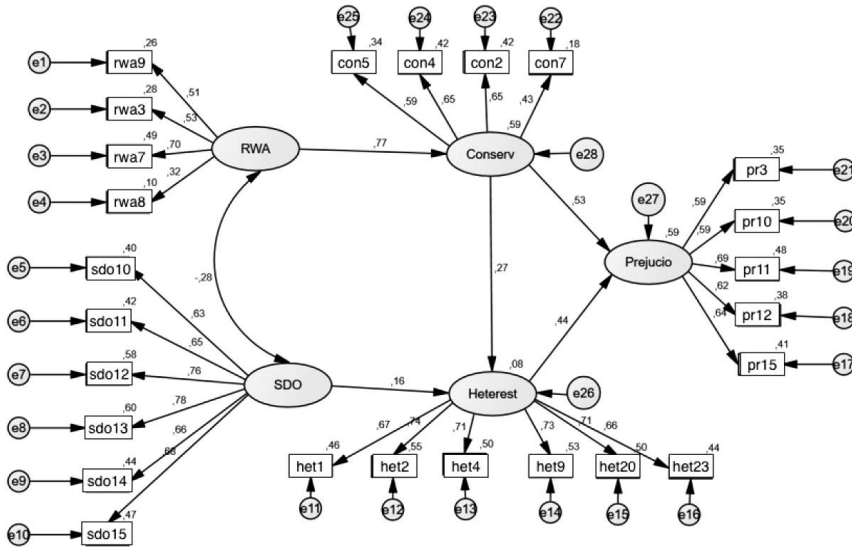 e25 e24 e23 e22
,34 ,42 ,42 ,18
con5 con4 con2 con7
,59 ,65 ,65 ,43
e1 rwa9 ,26
e2 rwa3 ,28
e3 rwa7 ,49
e4 rwa8 ,10
,51
,53
,70
,32
RWA
,77
Conserv ,59
e28
,53
,27
-,28
e27
Prejucio ,59
,59
,59
,69
,62
,64
pr3 ,35 e21
pr10 ,35 e20
pr11 ,48 e19
pr12 ,38 e18
pr15 ,41 e17
,44
e5 sdo10 ,40
e6 sdo11 ,42
e7 sdo12 ,58
e8 sdo13 ,60
e9 sdo14 ,44
e10 sdo15 ,47
,63
,65
,76
,78
,66
,68
SDO
,16
Heterest ,08
e26
,67 ,74 ,71 ,73 ,71 ,66
,46 ,55 ,50 ,53 ,50 ,44
het1 het2 het4 het9 het20 het23
e11 e12 e13 e14 e15 e16